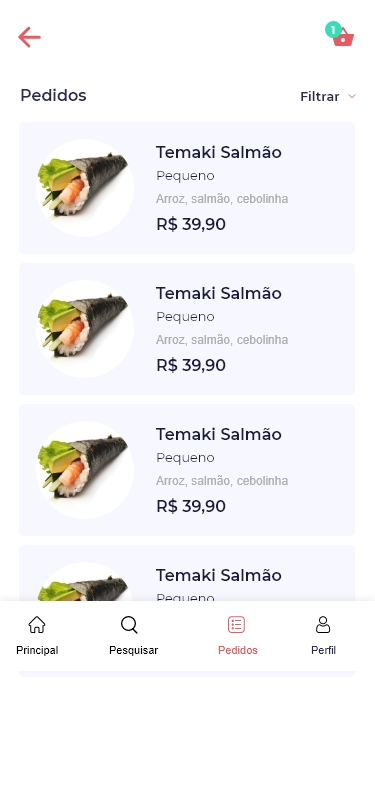 1
Pedidos
Filtrar
Temaki Salmão
Pequeno
Arroz, salmão, cebolinha
R$ 39,90
Temaki Salmão
Pequeno
Arroz, salmão, cebolinha
R$ 39,90
Temaki Salmão
Pequeno
Arroz, salmão, cebolinha
R$ 39,90
Temaki Salmão
Pequeno
Principal
Pesquisar
Pedidos
Perfil